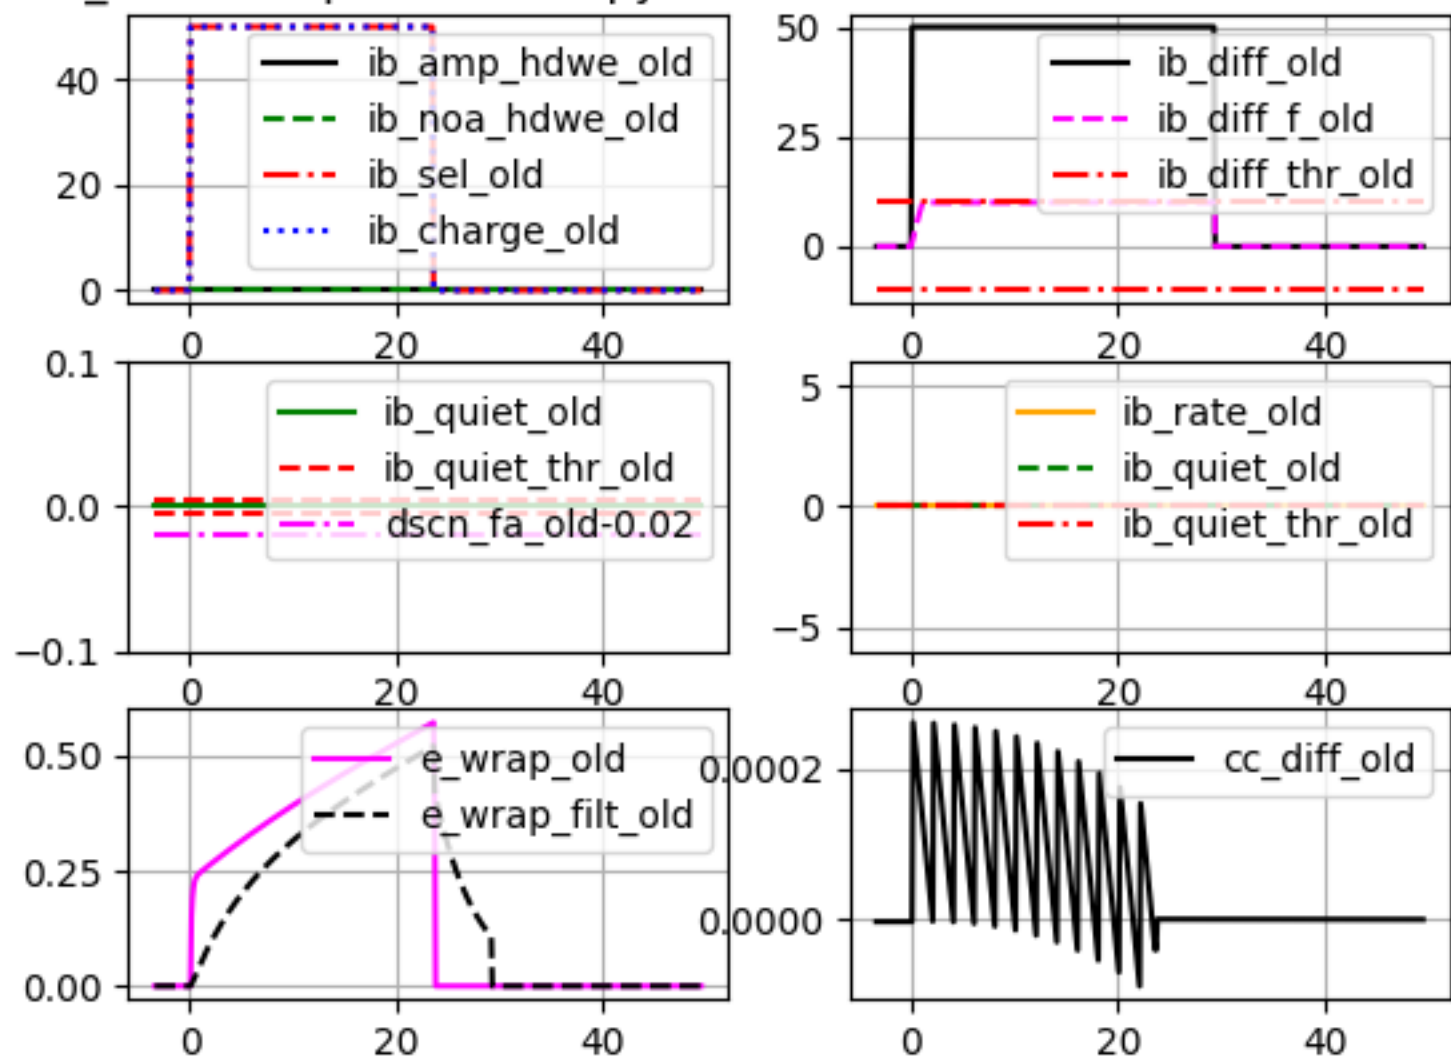 ib_amp_hdwe_old
ib_noa_hdwe_old
ib_sel_old
ib_charge_old
40
20
0
0 20 40
ib_diff_old
ib_diff_f_old
ib_diff_thr_old
50
25
0
0 20 40
ib_quiet_old
ib_quiet_thr_old
dscn_fa_old-0.02
0.1
0.0
−0.1
0 20 40
ib_rate_old
ib_quiet_old
ib_quiet_thr_old
5
0
−5
0 20 40
e_wrap_old
e_wrap_filt_old
0.50
0.25
0.00
0 20 40
cc_diff_old
0.0002
0.0000
0 20 40